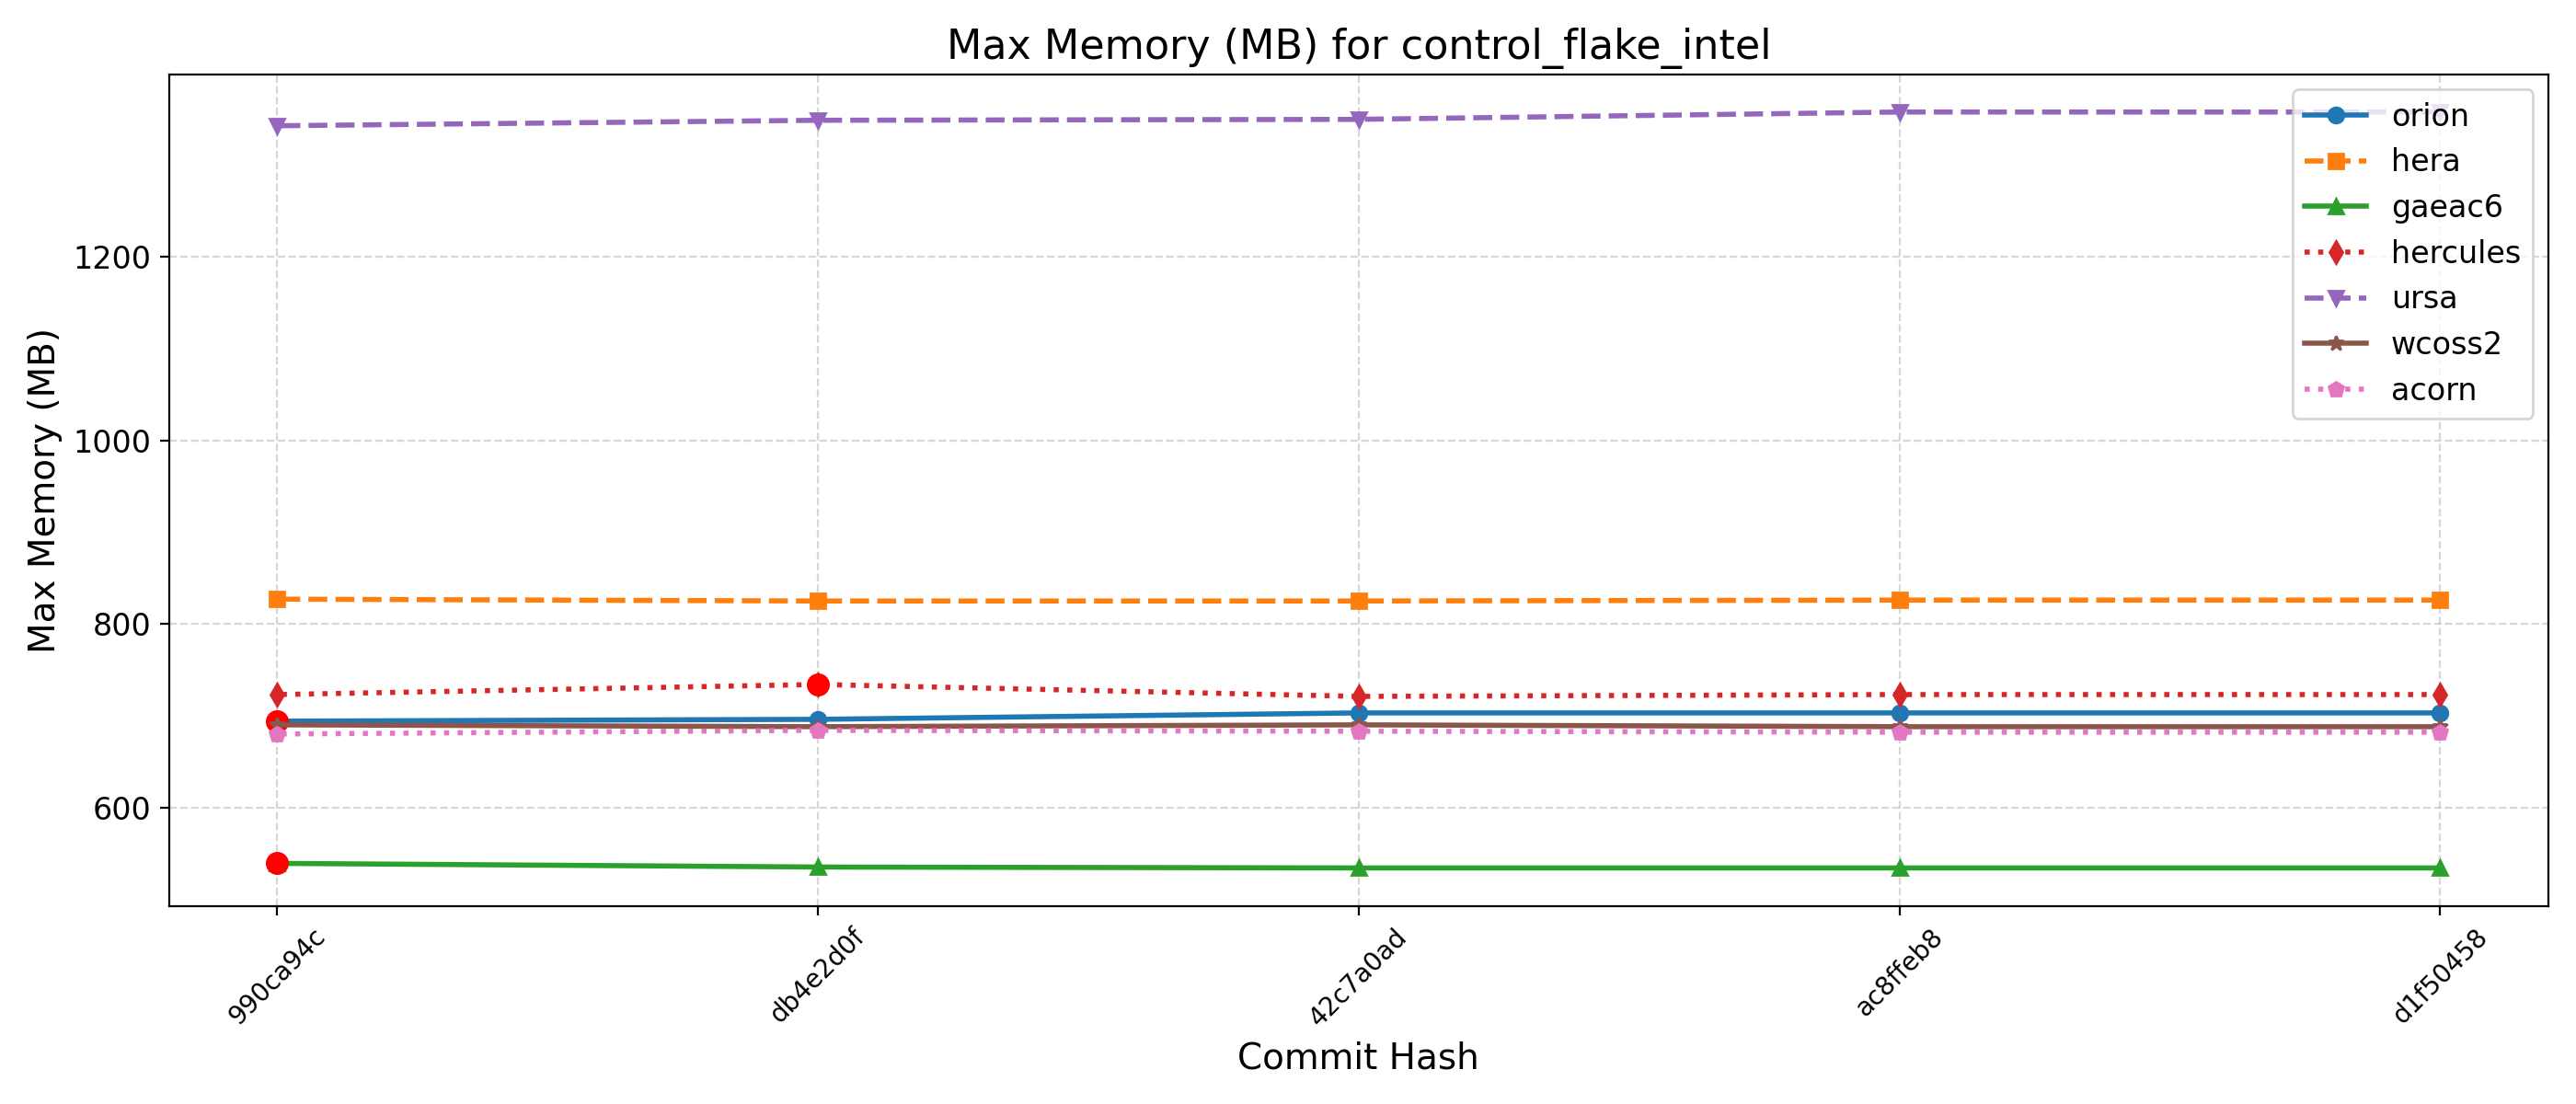 Max Memory (MB) for control_flake_intel
Max Memory (MB)
1200
1000
800
600
orion
hera
gaeac6
hercules
ursa
wcoss2
acorn
990ca94c
db4e2d0f
42c7a0ad
ac8ffeb8
d1f50458
Commit Hash